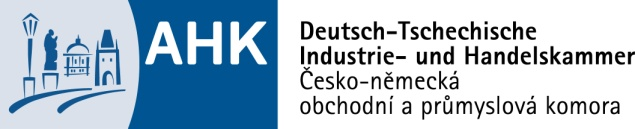 AHK
Deutsch-Tschechische
Industrie- und Handelskammer
Česko-německá
obchodní a průmyslová komora